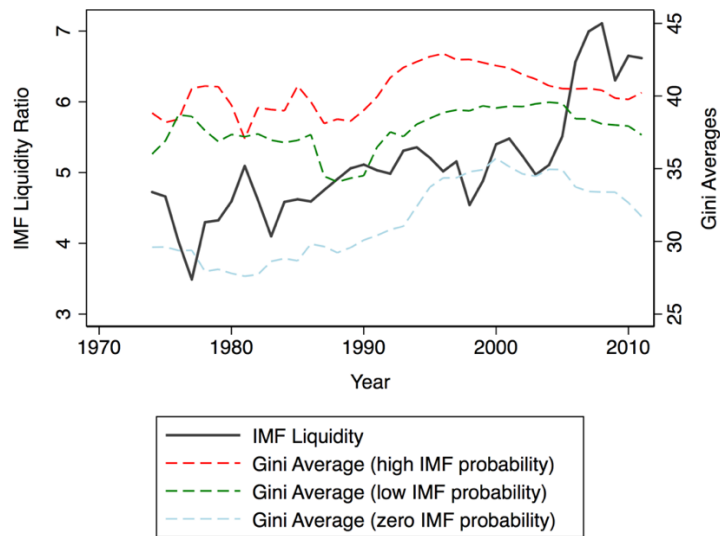 IMF Liquidity Ratio
7
6
5
4
3
45
40
35
30
25
Gini Averages
1970 1980 1990 2000 2010
Year
IMF Liquidity
Gini Average (high IMF probability)
Gini Average (low IMF probability)
Gini Average (zero IMF probability)